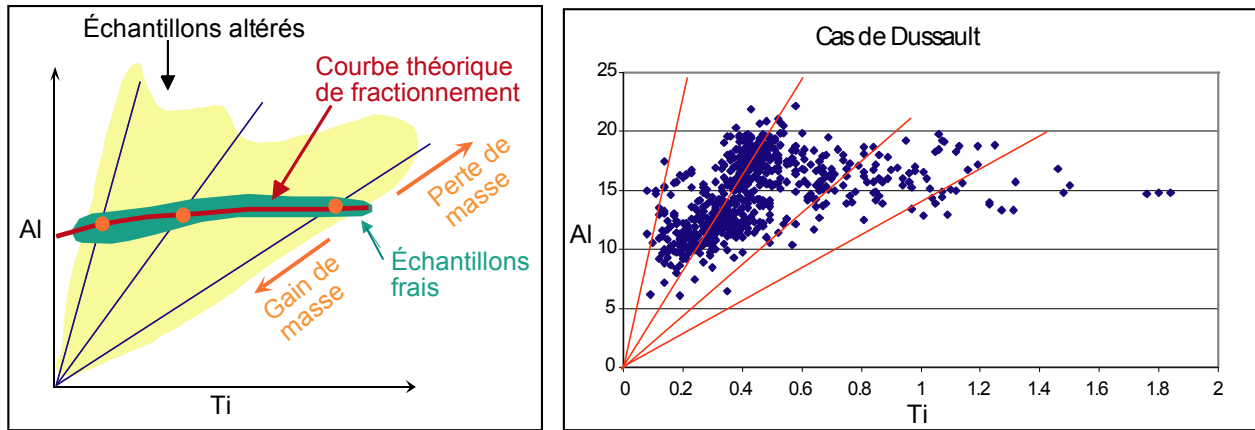 Échantillons altérés
Courbe théorique
de fractionnement
Perte de
masse
Al
Échantillons
frais
Gain de
masse
Ti
Cas de Dussault
25
20
15
Al
10
5
0
0
0.2
0.4
0.6
0.8
1
1.2
1.4
1.6
1.8
2
Ti